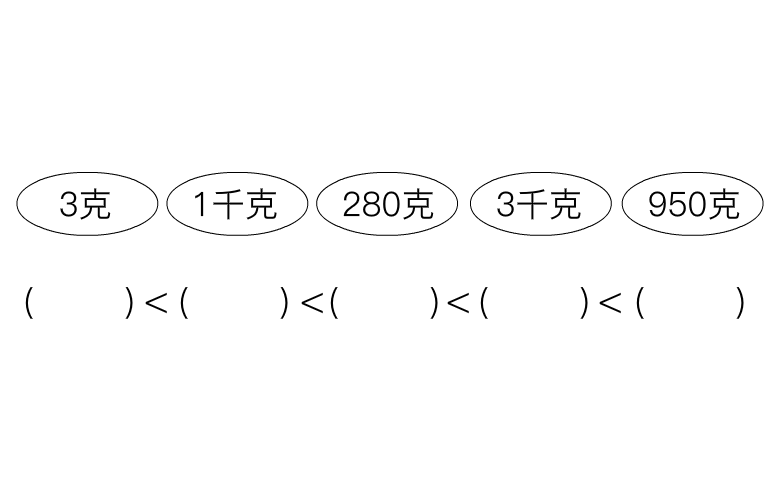 3克 1千克 280克 3千克 950克
( ) < ( ) < ( ) < ( ) < ( )